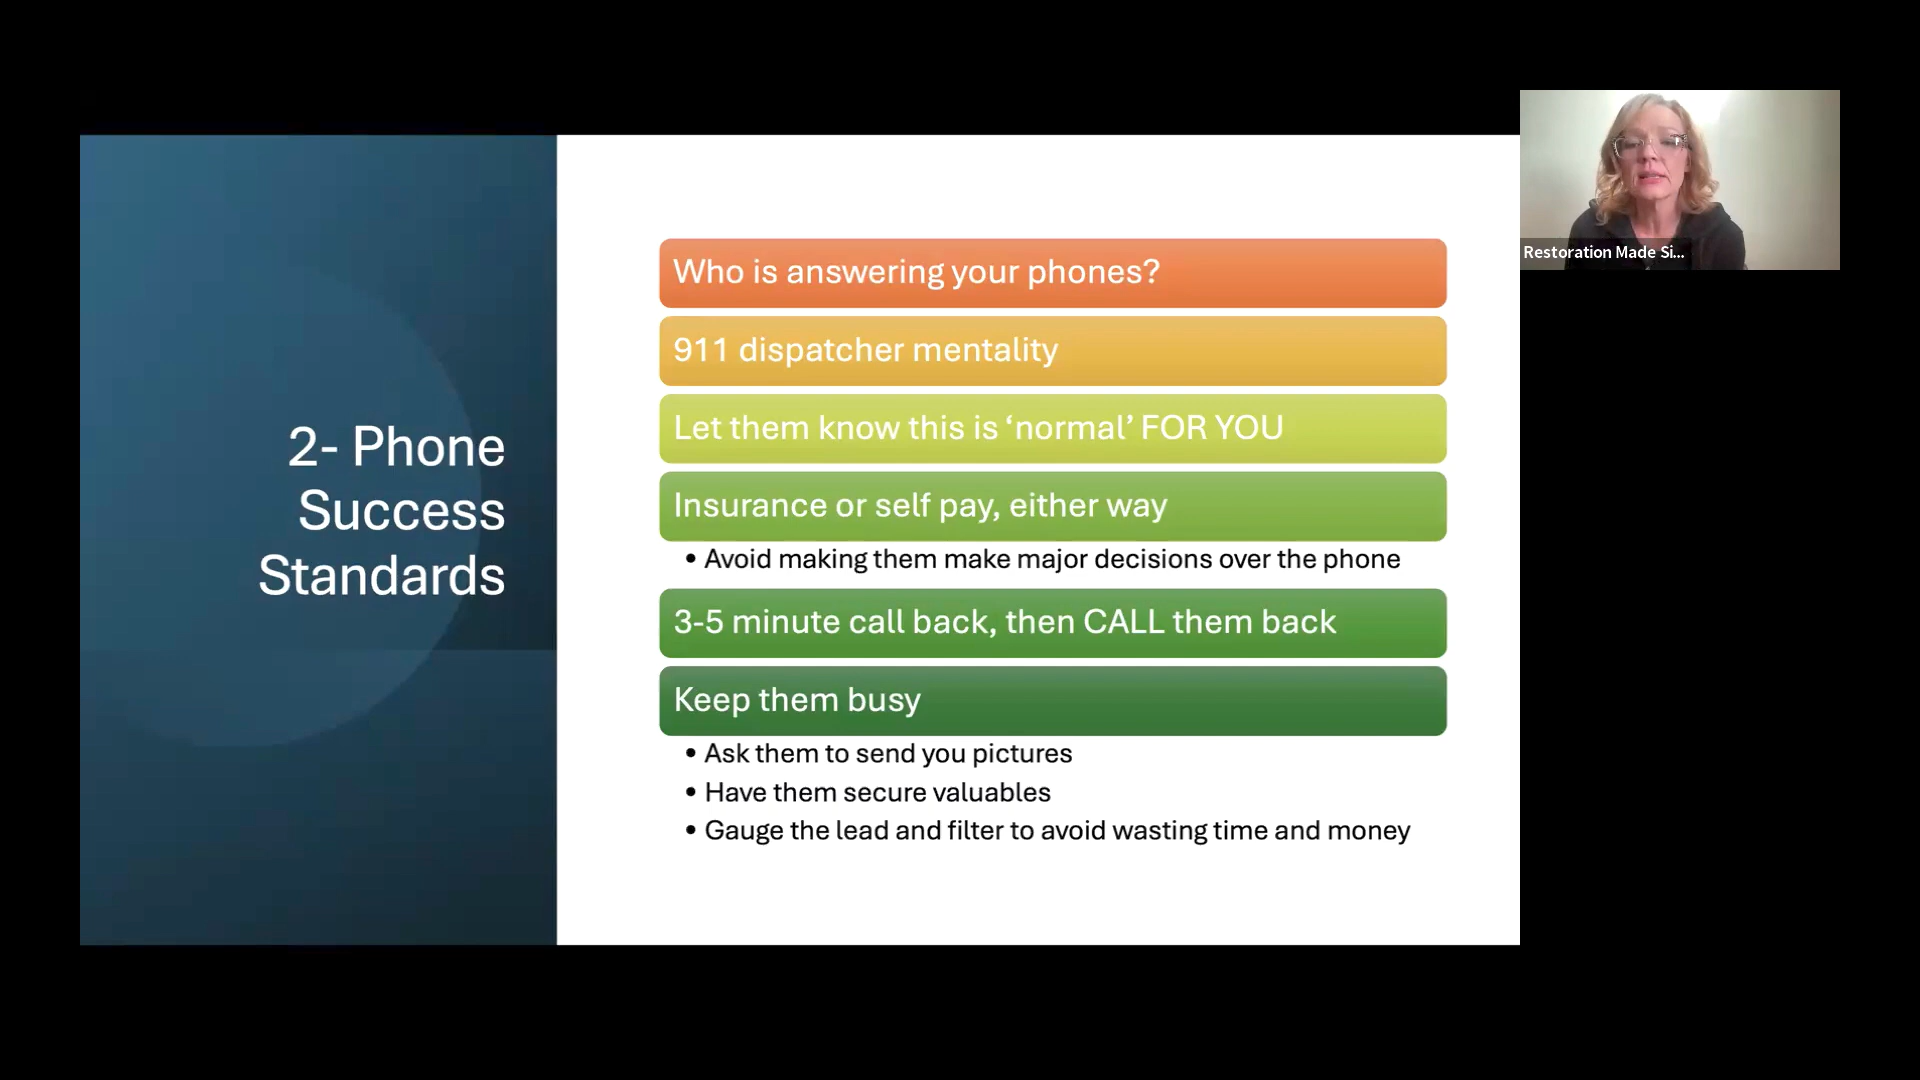 2- Phone
Success
Standards
Who is answering your phones?
911 dispatcher mentality
Let them know this is ‘normal’ FOR YOU
Insurance or self pay, either way
• Avoid making them make major decisions over the phone
3-5 minute call back, then CALL them back
Keep them busy
• Ask them to send you pictures
• Have them secure valuables
• Gauge the lead and filter to avoid wasting time and money
Restoration Made Si...